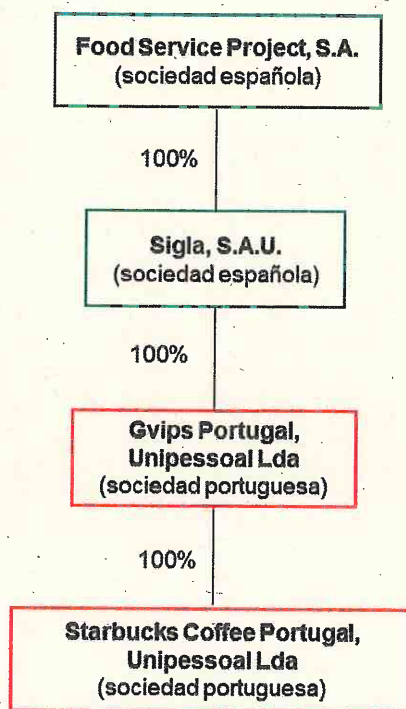 Food Service Project, S.A.
(sociedad española)
100%
Sigla, S.A.U.
(sociedad española)
100%
Gvips Portugal,
Unipessoal Lda
(sociedad portuguesa)
100%
Starbucks Coffee Portugal,
Unipessoal Lda
(sociedad portuguesa)